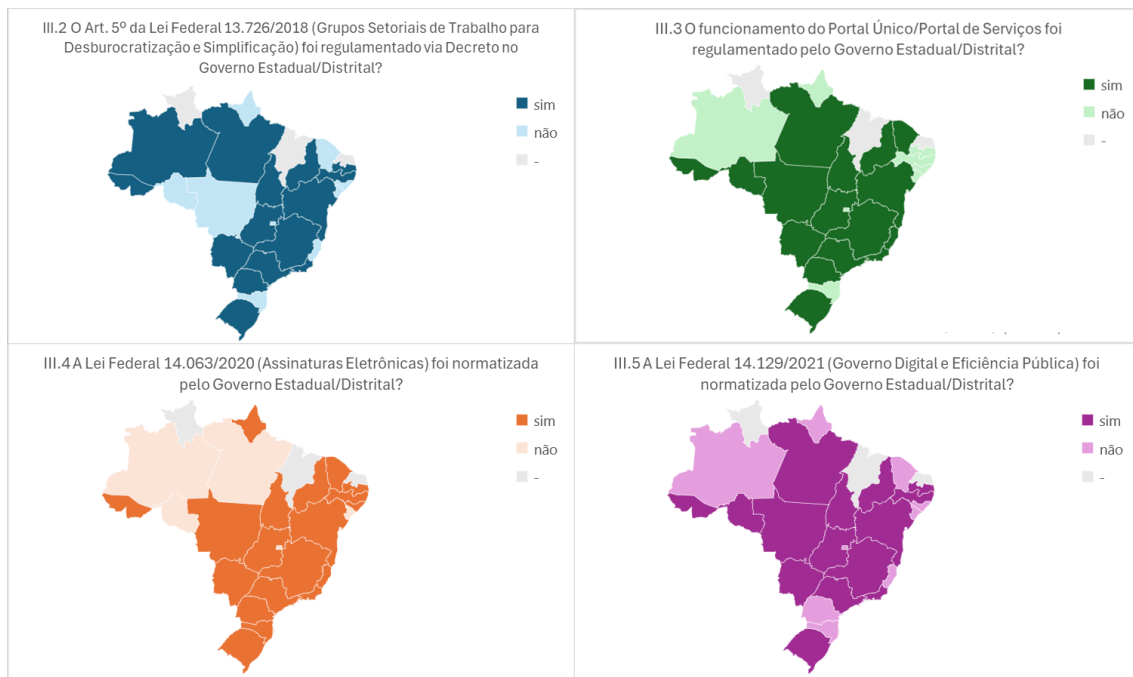 III.2 O Art. 5º da Lei Federal 13.726/2018 (Grupos Setoriais de Trabalho para
Desburocratização e Simplificação) foi regulamentado via Decreto no
Governo Estadual/Distrital?
sim
não
-
III.3 O funcionamento do Portal Único/Portal de Serviços foi
regulamentado pelo Governo Estadual/Distrital?
sim
não
-
III.4 A Lei Federal 14.063/2020 (Assinaturas Eletrônicas) foi normatizada
pelo Governo Estadual/Distrital?
sim
não
-
III.5 A Lei Federal 14.129/2021 (Governo Digital e Eficiência Pública) foi
normatizada pelo Governo Estadual/Distrital?
sim
não
-